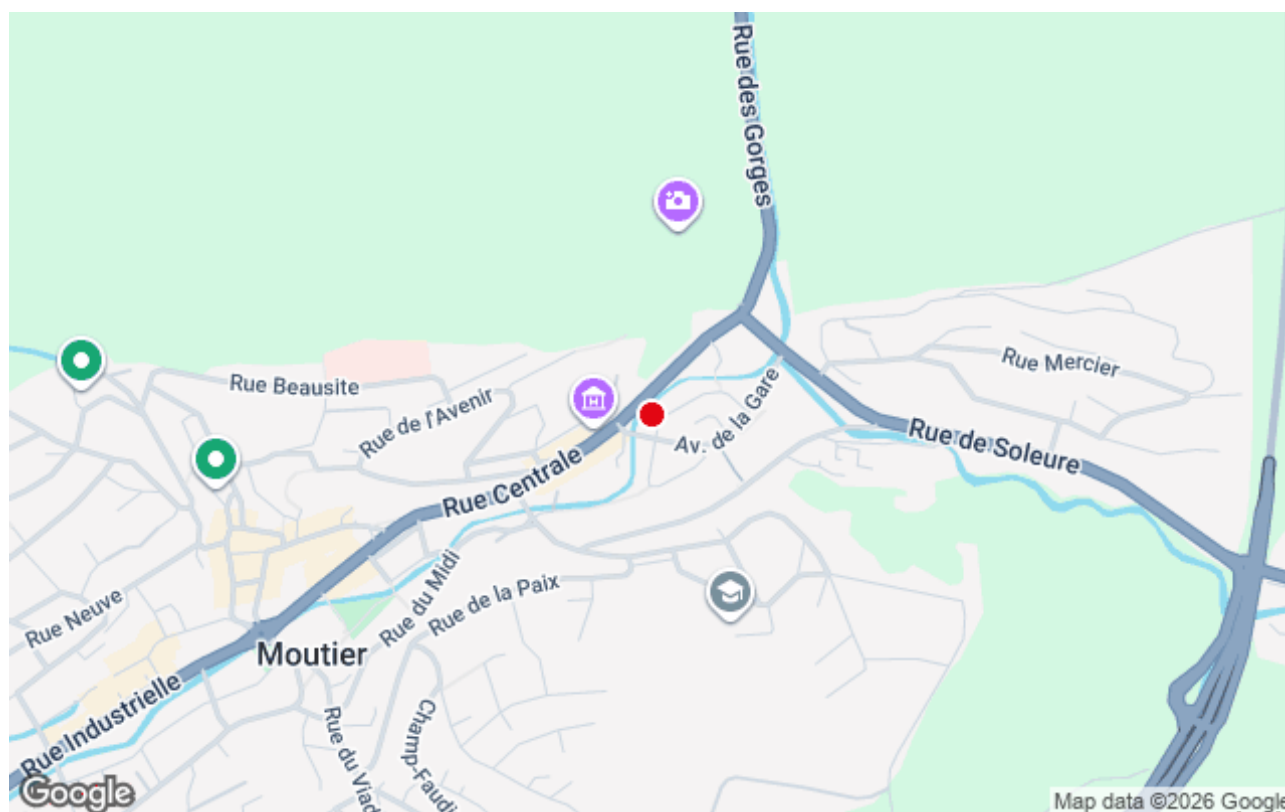 Rue des Gorges
Rue Mercier
Rue Beausite
Rue de l'Avenir
Av. de la Gare
Rue de Soleure
Rue Centrale
Rue du Midi
Rue de la Paix
Rue Neuve
Moutier
Rue Industrielle
Rue du Viad
Champ-Faudi
Google
Map data ©2026 Google